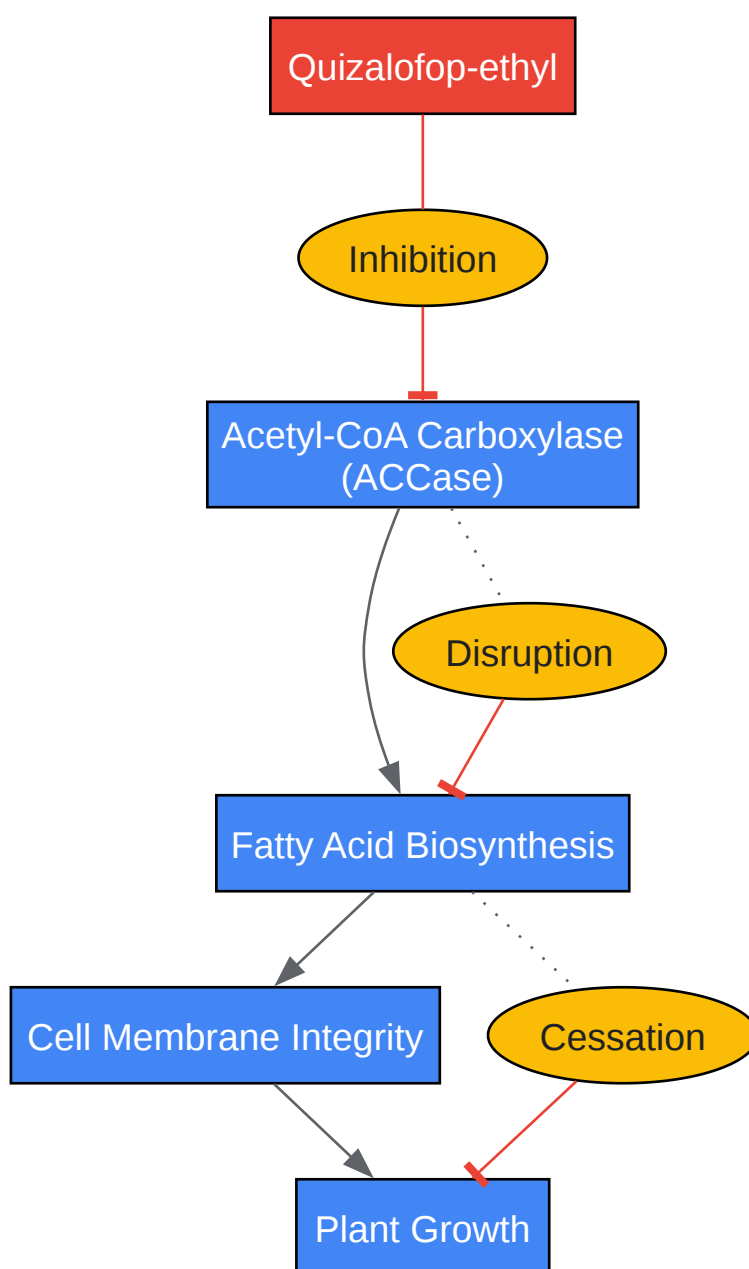 Quizalofop-ethyl
Inhibition
Acetyl-CoA Carboxylase
(ACCase)
Disruption
Fatty Acid Biosynthesis
Cell Membrane Integrity
Cessation
Plant Growth